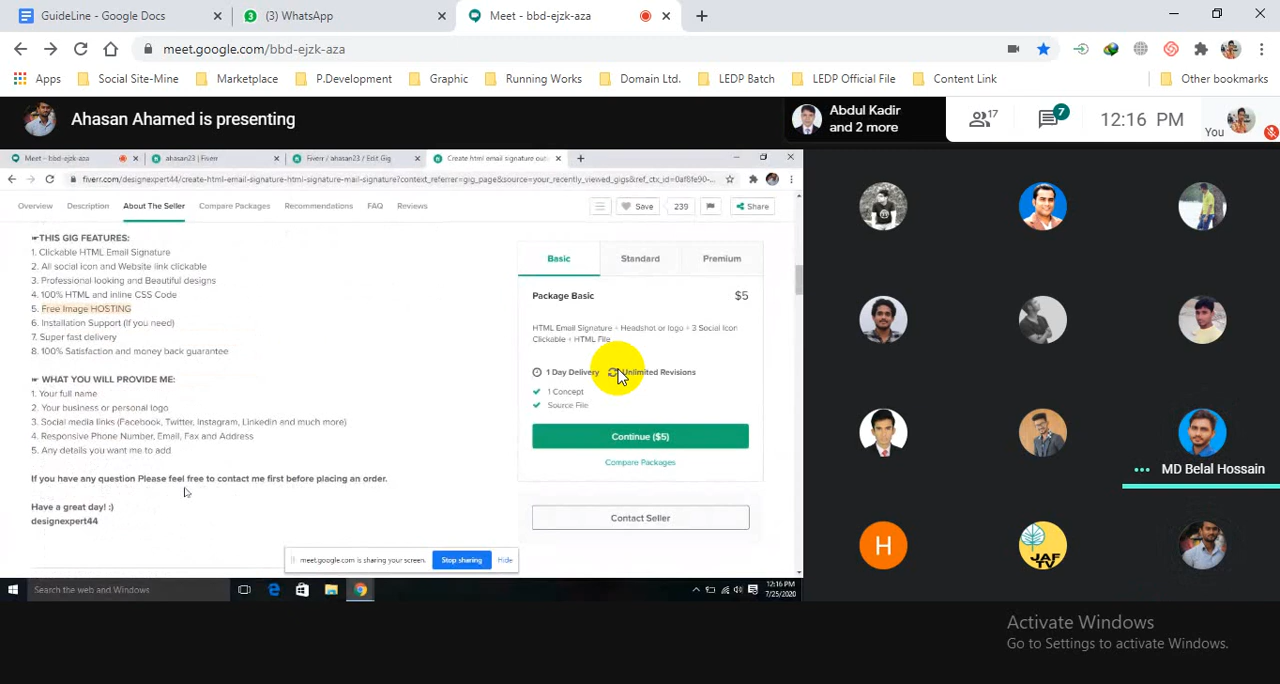 GuideLine - Google Docs
(3) WhatsApp
Meet - bbd-ejzk-aza
meet.google.com/bbd-ejzk-aza
Apps
Social Site-Mine
Marketplace
P.Development
Graphic
Running Works
Domain Ltd.
LEDP Batch
LEDP Official File
Content Link
Other bookmarks
Ahasan Ahamed is presenting
Abdul Kadir
and 2 more
17
7
12:16 PM
You
Meet - bbd-ejzk-aza
ahasan23 | Fiverr
Fiverr / ahasan23 / Edit Gig
Create html email signature out
fiverr.com/designexpert44/create-html-email-signature-html-signature-mail-signature?context_referrer=gig_page&source=your_recently_viewed_gigs&ref_ctx_id=0af8fe90-...
Overview
Description
About The Seller
Compare Packages
Recommendations
FAQ
Reviews
Save
239
Share
☛THIS GIG FEATURES:
1. Clickable HTML Email Signature
2. All social icon and Website link clickable
3. Professional looking and Beautiful designs
4. 100% HTML and inline CSS Code
5. Free Image HOSTING
6. Installation Support (If you need)
7. Super fast delivery
8. 100% Satisfaction and money back guarantee
☛ WHAT YOU WILL PROVIDE ME:
1. Your full name
2. Your business or personal logo
3. Social media links (Facebook, Twitter, Instagram, Linkedin and much more)
4. Responsive Phone Number, Email, Fax and Address
5. Any details you want me to add
If you have any question Please feel free to contact me first before placing an order.
Have a great day! :)
designexpert44
Basic
Standard
Premium
Package Basic
$5
HTML Email Signature + Headshot or logo + 3 Social Icon
Clickable + HTML File
1 Day Delivery
Unlimited Revisions
1 Concept
Source File
Continue ($5)
Compare Packages
Contact Seller
meet.google.com is sharing your screen.
Stop sharing
Hide
Search the web and Windows
12:16 PM
7/25/2020
MD Belal Hossain
H
JAF
TV
Activate Windows
Go to Settings to activate Windows.